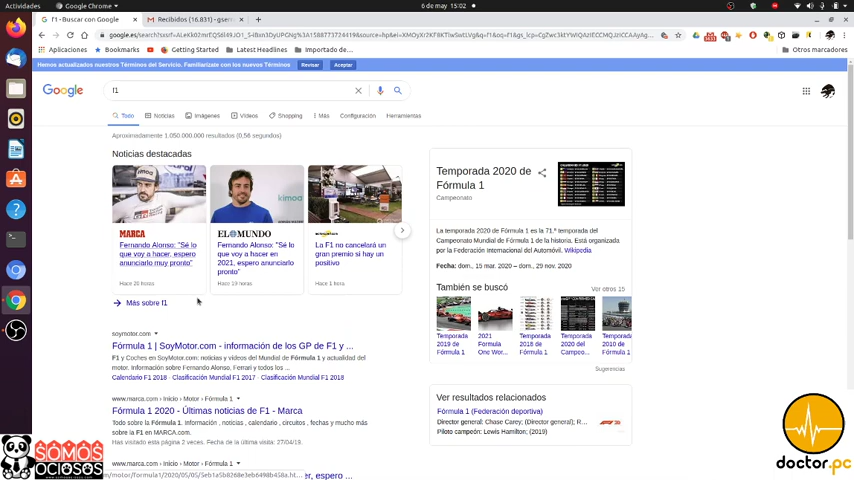 Actividades
Google Chrome
6 de may 15:02
f1 - Buscar con Google
Recibidos (16.831) - gser
Aplicaciones
Bookmarks
Getting Started
Latest Headlines
Importado de...
Otros marcadores
Hemos actualizado nuestros Términos del Servicio. Familiarízate con los nuevos Términos
Revisar
Aceptar
Google
f1
Todo
Noticias
Imágenes
Vídeos
Shopping
Más
Configuración
Herramientas
Aproximadamente 1.050.000.000 resultados (0,56 segundos)
Noticias destacadas
MARCA
Fernando Alonso: "Sé lo
que voy a hacer, espero
anunciarlo muy pronto"
Hace 20 horas
kimoa
EL MUNDO
Fernando Alonso: "Sé lo
que voy a hacer en
2021, espero anunciarlo
pronto"
Hace 19 horas
La F1 no cancelará un
gran premio si hay un
positivo
Hace 1 hora
Más sobre f1
soymotor.com
Fórmula 1 | SoyMotor.com - información de los GP de F1 y ...
F1 y Coches en SoyMotor.com: noticias y vídeos del Mundial de Fórmula 1 y actualidad del
motor. Información sobre Fernando Alonso, Ferrari y todos los ...
Calendario F1 2018 · Clasificación Mundial F1 2017 · Clasificación Mundial F1 2018
www.marca.com › Inicio › Motor › Fórmula 1
Fórmula 1 2020 - Últimas noticias de F1 - Marca
Todo sobre la Fórmula 1. Información , noticias , calendario , circuitos , fechas y mucho más
sobre la F1 en MARCA.com.
Has visitado esta página 2 veces. Fecha de la última visita: 27/04/19.
www.marca.com › Inicio › Motor › Fórmula 1
er, espero ...
Temporada 2020 de
Fórmula 1
Campeonato
La temporada 2020 de Fórmula 1 es la 71.ª temporada del
Campeonato Mundial de Fórmula 1 de la historia. Está organizada
por la Federación Internacional del Automóvil. Wikipedia
Fecha: dom., 15 mar. 2020 – dom., 29 nov. 2020
También se buscó
Ver otros 15
Temporada
2019 de
Fórmula 1
2021
Formula
One Wor...
Temporada
2018 de
Fórmula 1
Temporada
2020 del
Campeo...
Temporada
2010 de
Fórmula 1
Sugerencias
Ver resultados relacionados
Fórmula 1 (Federación deportiva)
Director general: Chase Carey; (Director general); R...
Piloto campeón: Lewis Hamilton; (2019)
SOMOS
OCIOSOS
doctor.pc